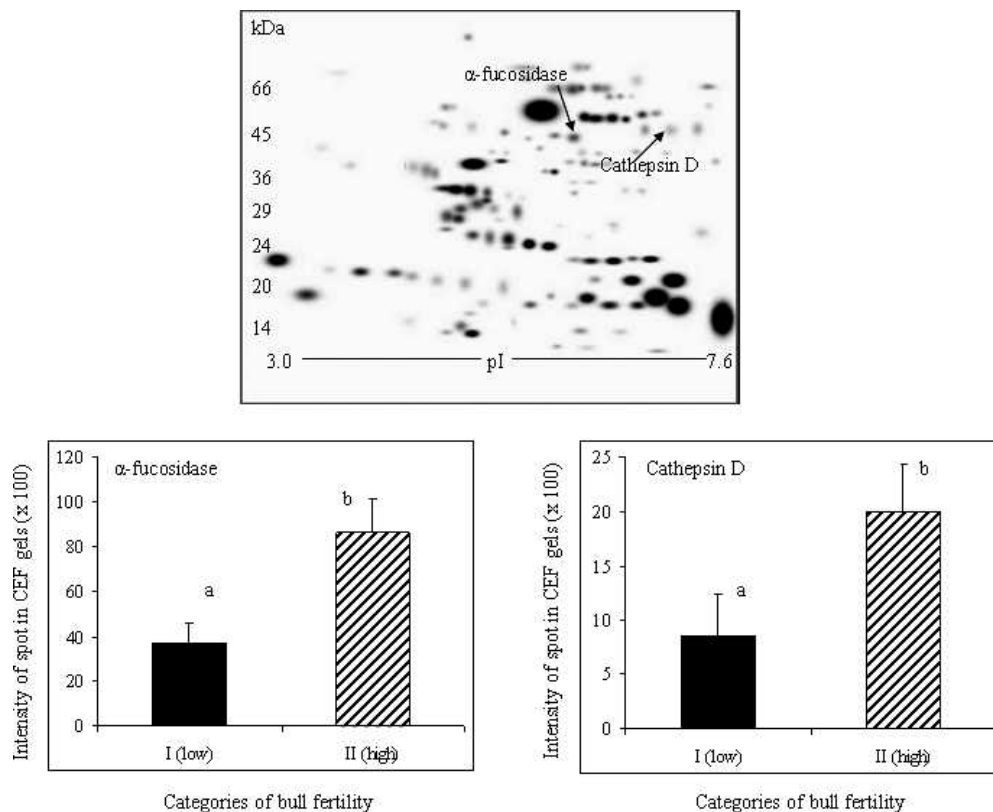 kDa
α-fucosidase
66
45
Cathepsin D
36
29
24
20
14
3.0 pI 7.6
Intensity of spot in CEF gels (x 100)
α-fucosidase
120
100
80
60
40
20
0
a
b
I (low) II (high)
Categories of bull fertility
Intensity of spot in CEF gels (x 100)
Cathepsin D
25
20
15
10
5
0
a
b
I (low) II (high)
Categories of bull fertility